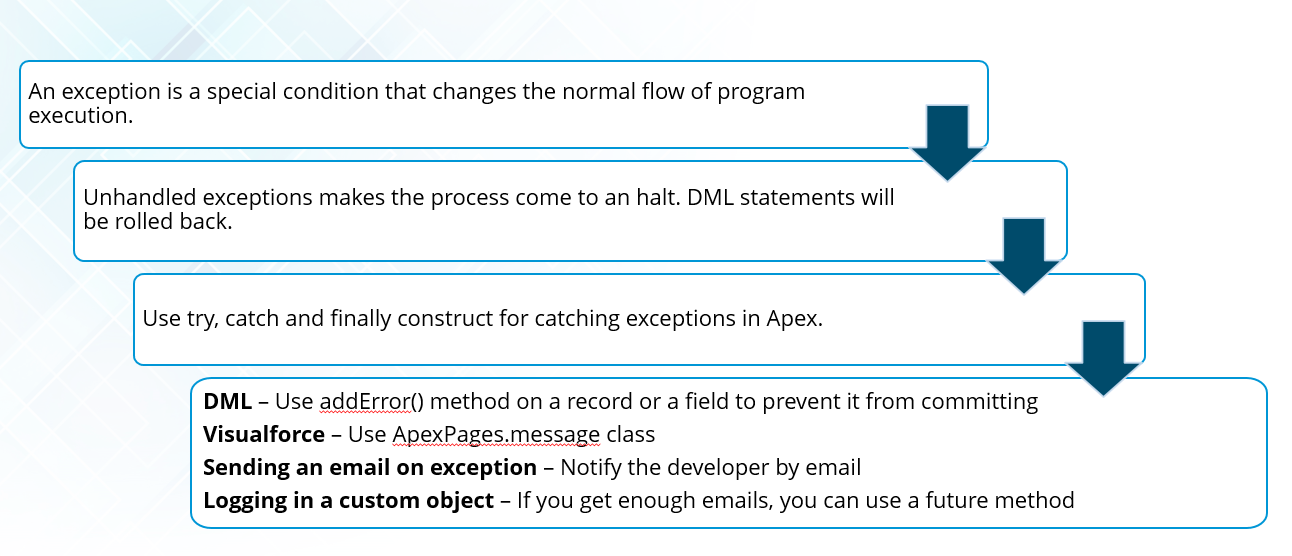 An exception is a special condition that changes the normal flow of program
execution.
Unhandled exceptions makes the process come to an halt. DML statements will
be rolled back.
Use try, catch and finally construct for catching exceptions in Apex.
DML – Use addError() method on a record or a field to prevent it from committing
Visualforce – Use ApexPages.message class
Sending an email on exception – Notify the developer by email
Logging in a custom object – If you get enough emails, you can use a future method